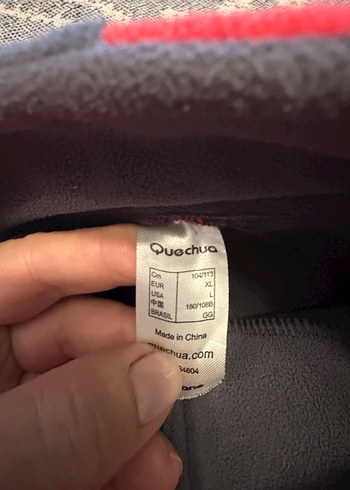 Quechua
Cm. 104/113
EUR XL
USA L
中国 180/108B
BRASIL GG
Made in China
quechua.com